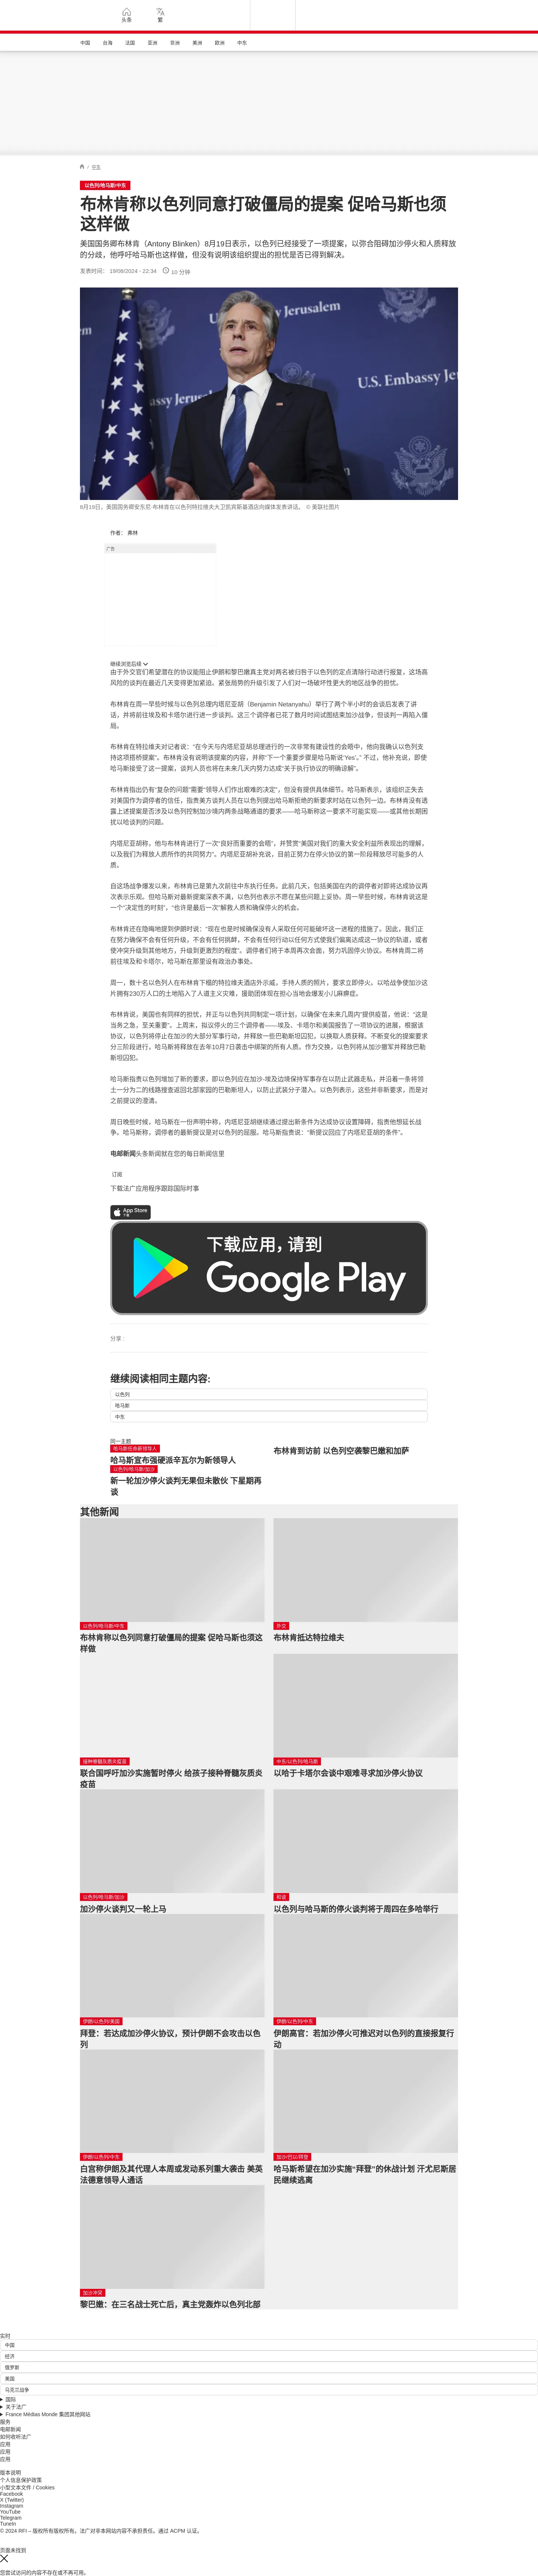 头条
繁
中国
台海
法国
亚洲
非洲
美洲
欧洲
中东
/ 中东
以色列/哈马斯/中东
布林肯称以色列同意打破僵局的提案 促哈马斯也须
这样做
美国国务卿布林肯（Antony Blinken）8月19日表示，以色列已经接受了一项提案，以弥合阻碍加沙停火和人质释放
的分歧，他呼吁哈马斯也这样做，但没有说明该组织提出的担忧是否已得到解决。
发表时间： 19/08/2024 - 22:34 10 分钟
U.S. Embassy Jerusalem
8月19日，美国国务卿安东尼·布林肯在以色列特拉维夫大卫凯宾斯基酒店向媒体发表讲话。 © 美联社图片
作者： 弗林
广告
继续浏览后续
由于外交官们希望潜在的协议能阻止伊朗和黎巴嫩真主党对两名被归咎于以色列的定点清除行动进行报复，这场高
风险的谈判在最近几天变得更加紧迫。紧张局势的升级引发了人们对一场破坏性更大的地区战争的担忧。
布林肯在周一早些时候与以色列总理内塔尼亚胡（Benjamin Netanyahu）举行了两个半小时的会谈后发表了讲
话。并将前往埃及和卡塔尔进行进一步谈判。这三个调停者已花了数月时间试图结束加沙战争，但谈判一再陷入僵
局。
布林肯在特拉维夫对记者说：“在今天与内塔尼亚胡总理进行的一次非常有建设性的会晤中，他向我确认以色列支
持这项搭桥提案”。布林肯没有说明该提案的内容，并称“下一个重要步骤是哈马斯说‘Yes’。” 不过，他补充说，即使
哈马斯接受了这一提案，谈判人员也将在未来几天内努力达成“关于执行协议的明确谅解”。
布林肯指出仍有“复杂的问题”需要“领导人们作出艰难的决定”，但没有提供具体细节。哈马斯表示，该组织正失去
对美国作为调停者的信任，指责美方谈判人员在以色列提出哈马斯拒绝的新要求时站在以色列一边。布林肯没有透
露上述提案是否涉及以色列控制加沙境内两条战略通道的要求——哈马斯称这一要求不可能实现——或其他长期困
扰以哈谈判的问题。
内塔尼亚胡称，他与布林肯进行了一次“良好而重要的会晤”，并赞赏“美国对我们的重大安全利益所表现出的理解，
以及我们为释放人质所作的共同努力”。内塔尼亚胡补充说，目前正努力在停火协议的第一阶段释放尽可能多的人
质。
自这场战争爆发以来，布林肯已是第九次前往中东执行任务。此前几天，包括美国在内的调停者对即将达成协议再
次表示乐观。但哈马斯对最新提案深表不满，以色列也表示不愿在某些问题上妥协。周一早些时候，布林肯说这是
一个“决定性的时刻”，“也许是最后一次”解救人质和确保停火的机会。
布林肯还在隐晦地提到伊朗时说：“现在也是时候确保没有人采取任何可能破坏这一进程的措施了。因此，我们正
在努力确保不会有任何升级，不会有任何挑衅，不会有任何行动以任何方式使我们偏离达成这一协议的轨道，或者
使冲突升级到其他地方，升级到更激烈的程度”。调停者们将于本周再次会面，努力巩固停火协议。布林肯周二将
前往埃及和卡塔尔，哈马斯在那里设有政治办事处。
周一，数十名以色列人在布林肯下榻的特拉维夫酒店外示威，手持人质的照片，要求立即停火。以哈战争使加沙这
片拥有230万人口的土地陷入了人道主义灾难，援助团体现在担心当地会爆发小儿麻痹症。
布林肯说，美国也有同样的担忧，并正与以色列共同制定一项计划，以确保“在未来几周内”提供疫苗，他说：“这是
当务之急，至关重要”。上周末，拟议停火的三个调停者——埃及、卡塔尔和美国报告了一项协议的进展，根据该
协议，以色列将停止在加沙的大部分军事行动，并释放一些巴勒斯坦囚犯，以换取人质获释。不断变化的提案要求
分三阶段进行，哈马斯将释放在去年10月7日袭击中绑架的所有人质。作为交换，以色列将从加沙撤军并释放巴勒
斯坦囚犯。
哈马斯指责以色列增加了新的要求，即以色列应在加沙-埃及边境保持军事存在以防止武器走私，并沿着一条将领
土一分为二的线路搜查返回北部家园的巴勒斯坦人，以防止武装分子潜入。以色列表示，这些并非新要求，而是对
之前提议的澄清。
周日晚些时候，哈马斯在一份声明中称，内塔尼亚胡继续通过提出新条件为达成协议设置障碍，指责他想延长战
争。哈马斯称，调停者的最新提议是对以色列的屈服。哈马斯指责说：“新提议回应了内塔尼亚胡的条件”。
电邮新闻头条新闻就在您的每日新闻信里
订阅
下载法广应用程序跟踪国际时事
App Store
下载
下载应用，请到
Google Play
分享 :
继续阅读相同主题内容:
以色列
哈马斯
中东
同一主题
哈马斯任命新领导人
哈马斯宣布强硬派辛瓦尔为新领导人
布林肯到访前 以色列空袭黎巴嫩和加萨
以色列/哈马斯/加沙
新一轮加沙停火谈判无果但未散伙 下星期再
谈
其他新闻
以色列/哈马斯/中东
布林肯称以色列同意打破僵局的提案 促哈马斯也须这
样做
外交
布林肯抵达特拉维夫
接种脊髓灰质炎疫苗
联合国呼吁加沙实施暂时停火 给孩子接种脊髓灰质炎
疫苗
中东/以色列/哈马斯
以哈于卡塔尔会谈中艰难寻求加沙停火协议
以色列/哈马斯/加沙
加沙停火谈判又一轮上马
和谈
以色列与哈马斯的停火谈判将于周四在多哈举行
伊朗/以色列/美国
拜登：若达成加沙停火协议，预计伊朗不会攻击以色
列
伊朗/以色列/中东
伊朗高官：若加沙停火可推迟对以色列的直接报复行
动
伊朗/以色列/中东
白宫称伊朗及其代理人本周或发动系列重大袭击 美英
法德意领导人通话
加沙/巴以/拜登
哈马斯希望在加沙实施“拜登”的休战计划 汗尤尼斯居
民继续逃离
加沙冲突
黎巴嫩：在三名战士死亡后，真主党轰炸以色列北部
实时
中国
经济
俄罗斯
美国
乌克兰战争
国际
关于法广
France Médias Monde 集团其他网站
服务
电邮新闻
如何收听法广
应用
应用
应用
版本说明
个人信息保护政策
小型文本文件 / Cookies
Facebook
X (Twitter)
Instagram
YouTube
Telegram
TuneIn
© 2024 RFI – 版权所有版权所有。法广对非本网站内容不承担责任。通过 ACPM 认证。
页面未找到
您尝试访问的内容不存在或不再可用。